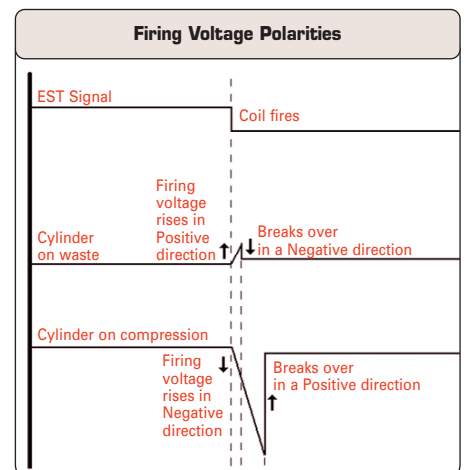 Firing Voltage Polarities
EST Signal
Coil fires
Firing
voltage
rises in
Positive
direction
Cylinder
on waste
Breaks over
in a Negative direction
Cylinder on compression
Firing
voltage
rises in
Negative
direction
Breaks over
in a Positive direction